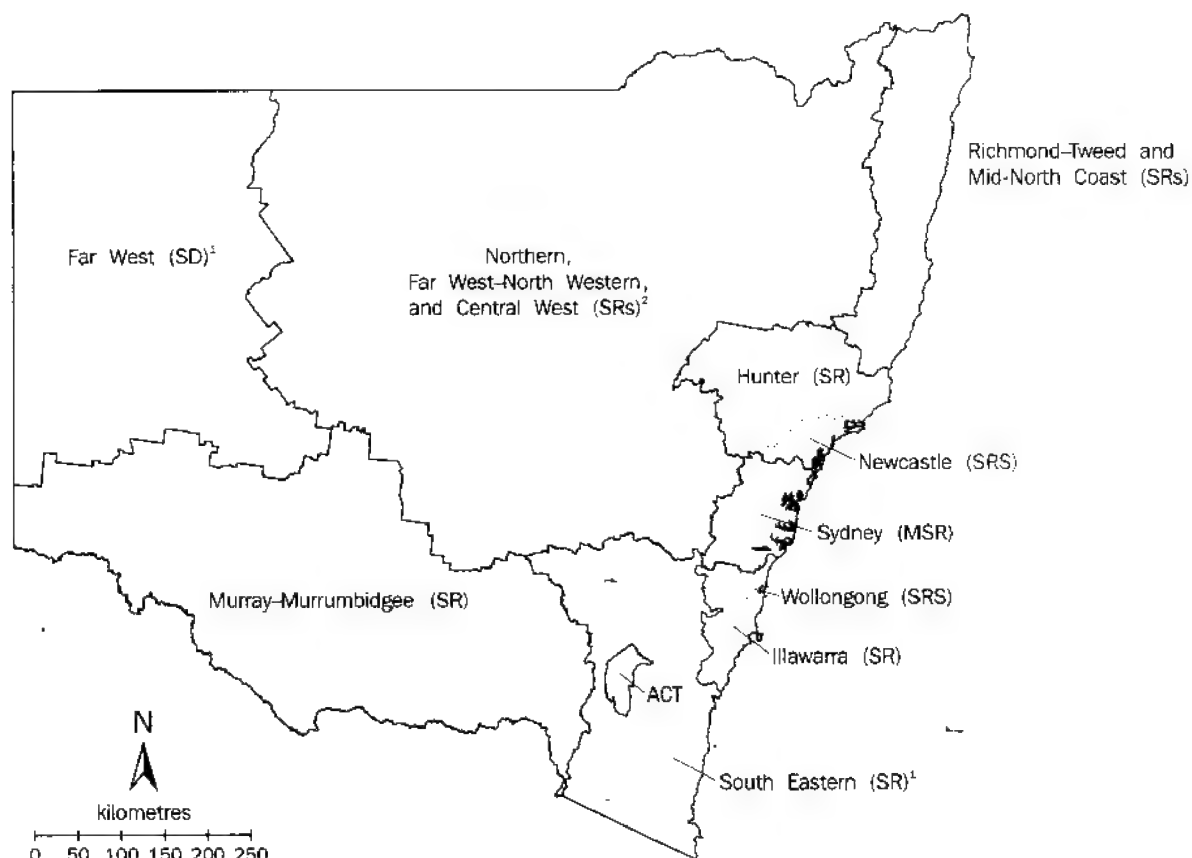 Richmond–Tweed and
Mid-North Coast (SRs)
Far West (SD)¹
Northern,
Far West–North Western,
and Central West (SRs)²
Hunter (SR)
Newcastle (SRS)
Sydney (MSR)
Wollongong (SRS)
Murray–Murrumbidgee (SR)
Illawarra (SR)
ACT
N
South Eastern (SR)¹
kilometres
0 50 100 150 200 250